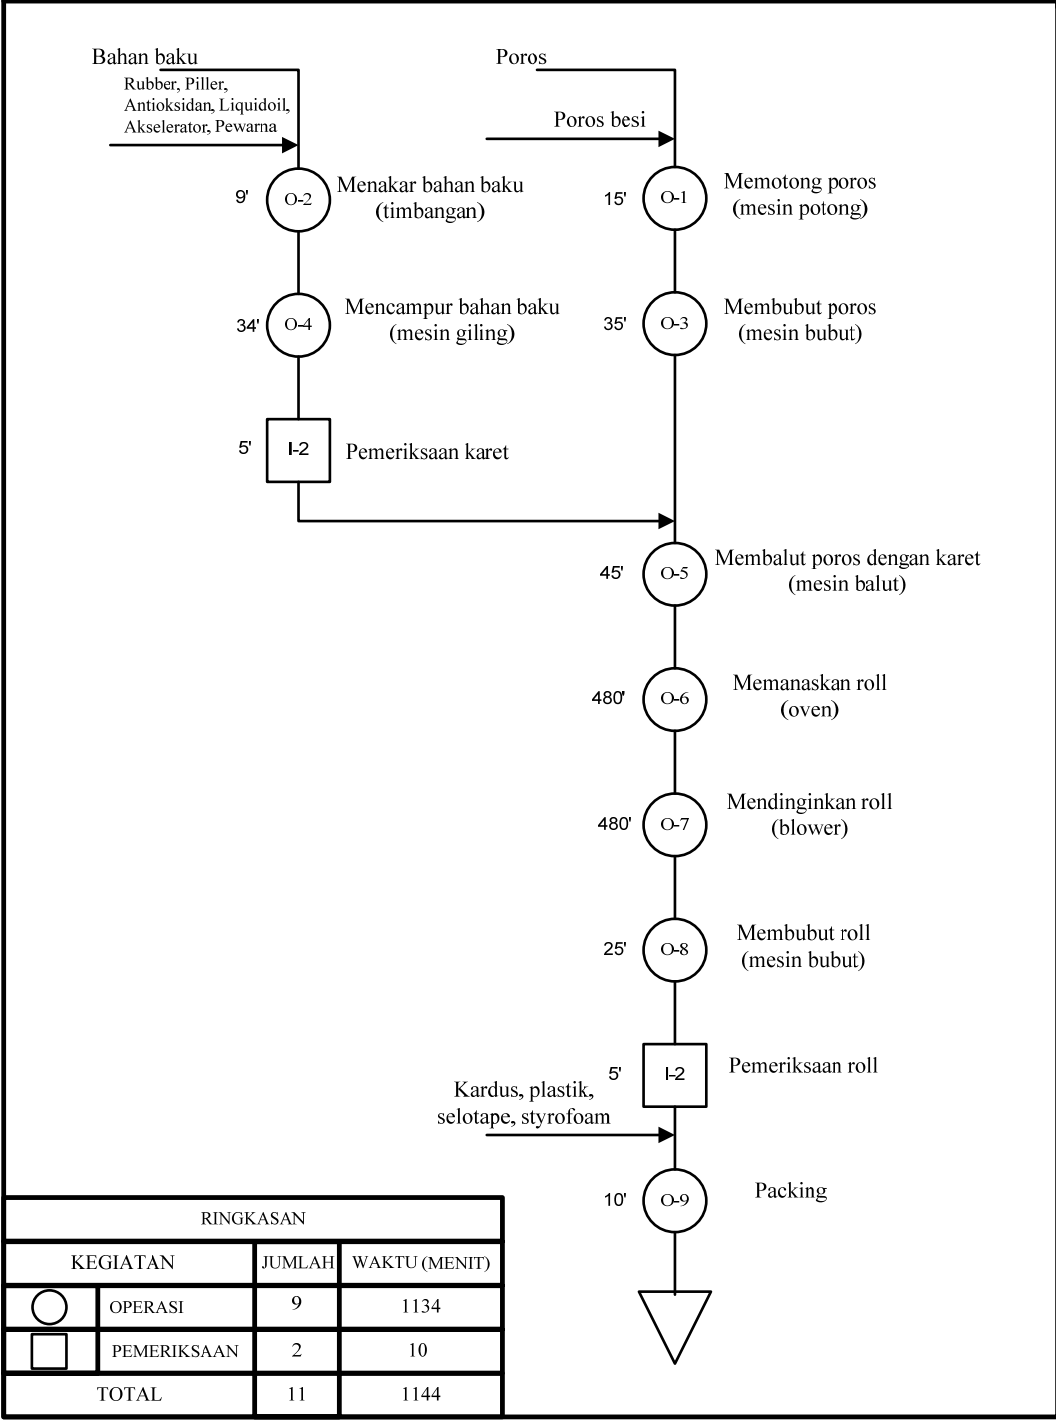 Bahan baku
Rubber, Piller,
Antioksidan, Liquidoil,
Akselerator, Pewarna
Poros
Poros besi
9'
O-2
Menakar bahan baku
(timbangan)
15'
O-1
Memotong poros
(mesin potong)
34'
O-4
Mencampur bahan baku
(mesin giling)
35'
O-3
Membubut poros
(mesin bubut)
5'
I-2
Pemeriksaan karet
45'
O-5
Membalut poros dengan karet
(mesin balut)
480'
O-6
Memanaskan roll
(oven)
480'
O-7
Mendinginkan roll
(blower)
25'
O-8
Membubut roll
(mesin bubut)
5'
I-2
Pemeriksaan roll
Kardus, plastik,
selotape, styrofoam
10'
O-9
Packing
RINGKASAN
KEGIATAN JUMLAH WAKTU (MENIT)
OPERASI 9 1134
PEMERIKSAAN 2 10
TOTAL 11 1144